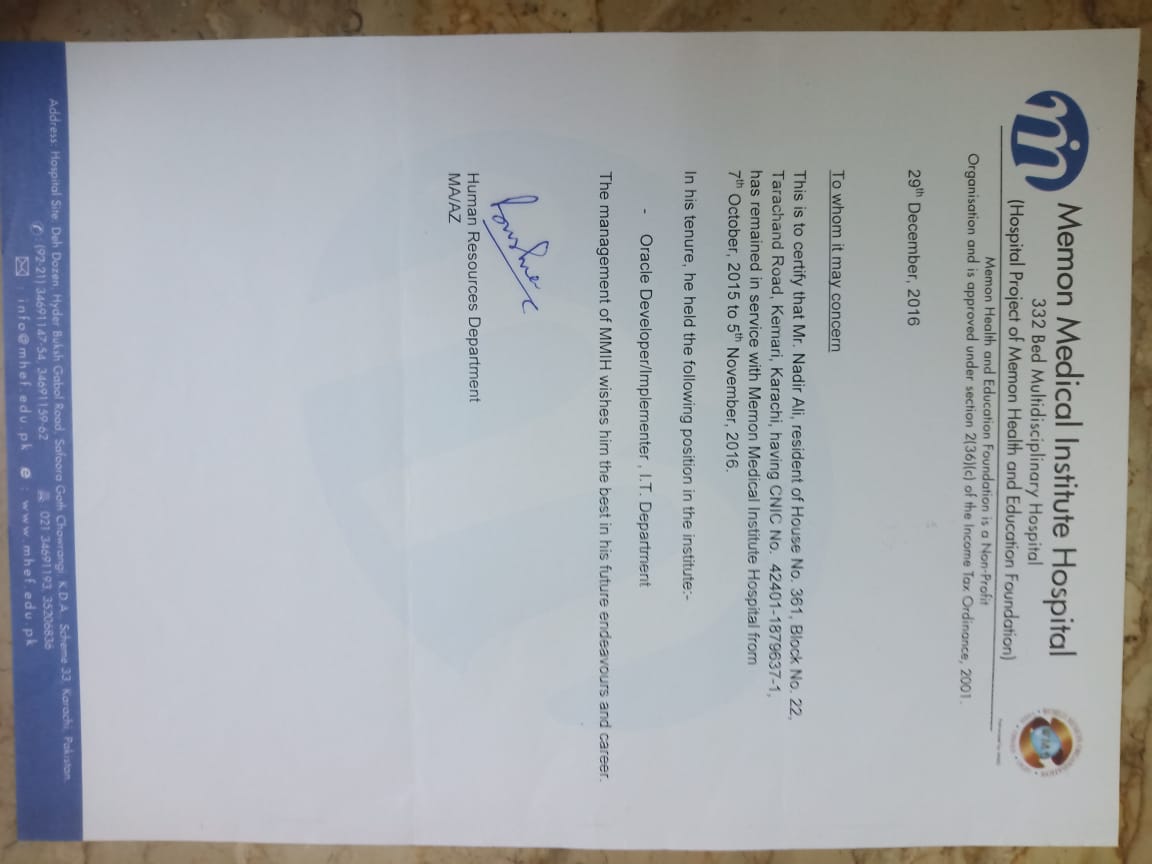 Memon Medical Institute Hospital
332 Bed Multidisciplinary Hospital
(Hospital Project of Memon Health and Education Foundation)
Memon Health and Education Foundation is a Non-Profit
Organisation and is approved under section 2(36)(c) of the Income Tax Ordinance, 2001.
29th December, 2016
To whom it may concern
This is to certify that Mr. Nadir Ali, resident of House No. 361, Block No. 22,
Tarachand Road, Kemari, Karachi, having CNIC No. 42401-1879637-1,
has remained in service with Memon Medical Institute Hospital from
7th October, 2015 to 5th November, 2016.
In his tenure, he held the following position in the institute:-
- Oracle Developer/Implementer , I.T. Department
The management of MMIH wishes him the best in his future endeavours and career.
Human Resources Department
MA/AZ
Address: Hospital Site: Deh Dozen, Hyder Buksh Gabol Road, Safoora Goth Chowrangi, K.D.A., Scheme 33, Karachi, Pakistan.
: (92-21) 34691147-54, 34691159-62 : 021 34691193, 35206836
: info@mhef.edu.pk : www.mhef.edu.pk